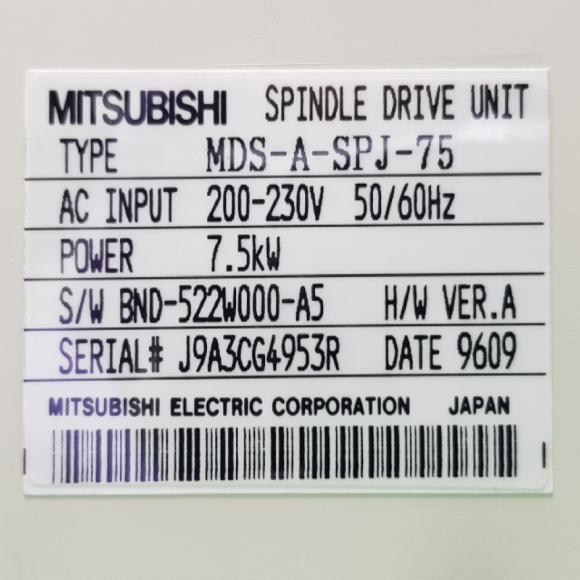 MITSUBISHI SPINDLE DRIVE UNIT
TYPE MDS-A-SPJ-75
AC INPUT 200-230V 50/60Hz
POWER 7.5kW
S/W BND-522W000-A5 H/W VER.A
SERIAL# J9A3CG4953R DATE 9609
MITSUBISHI ELECTRIC CORPORATION JAPAN